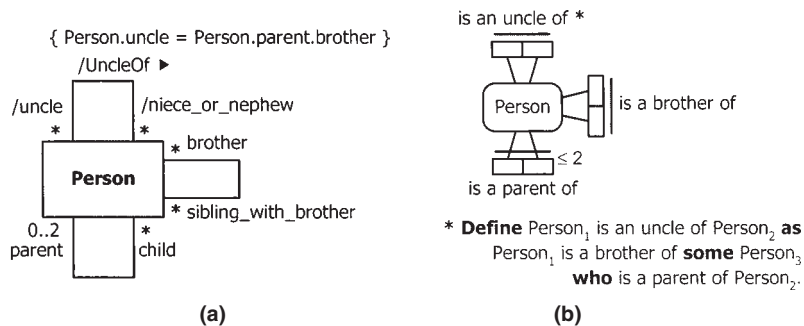 { Person.uncle = Person.parent.brother }
/UncleOf ►
/uncle
/niece_or_nephew
*
*
* brother
Person
* sibling_with_brother
0..2
*
parent
child
(a)
is an uncle of *
Person
is a brother of
≤ 2
is a parent of
* Define Person₁ is an uncle of Person₂ as
Person₁ is a brother of some Person₃
who is a parent of Person₂.
(b)